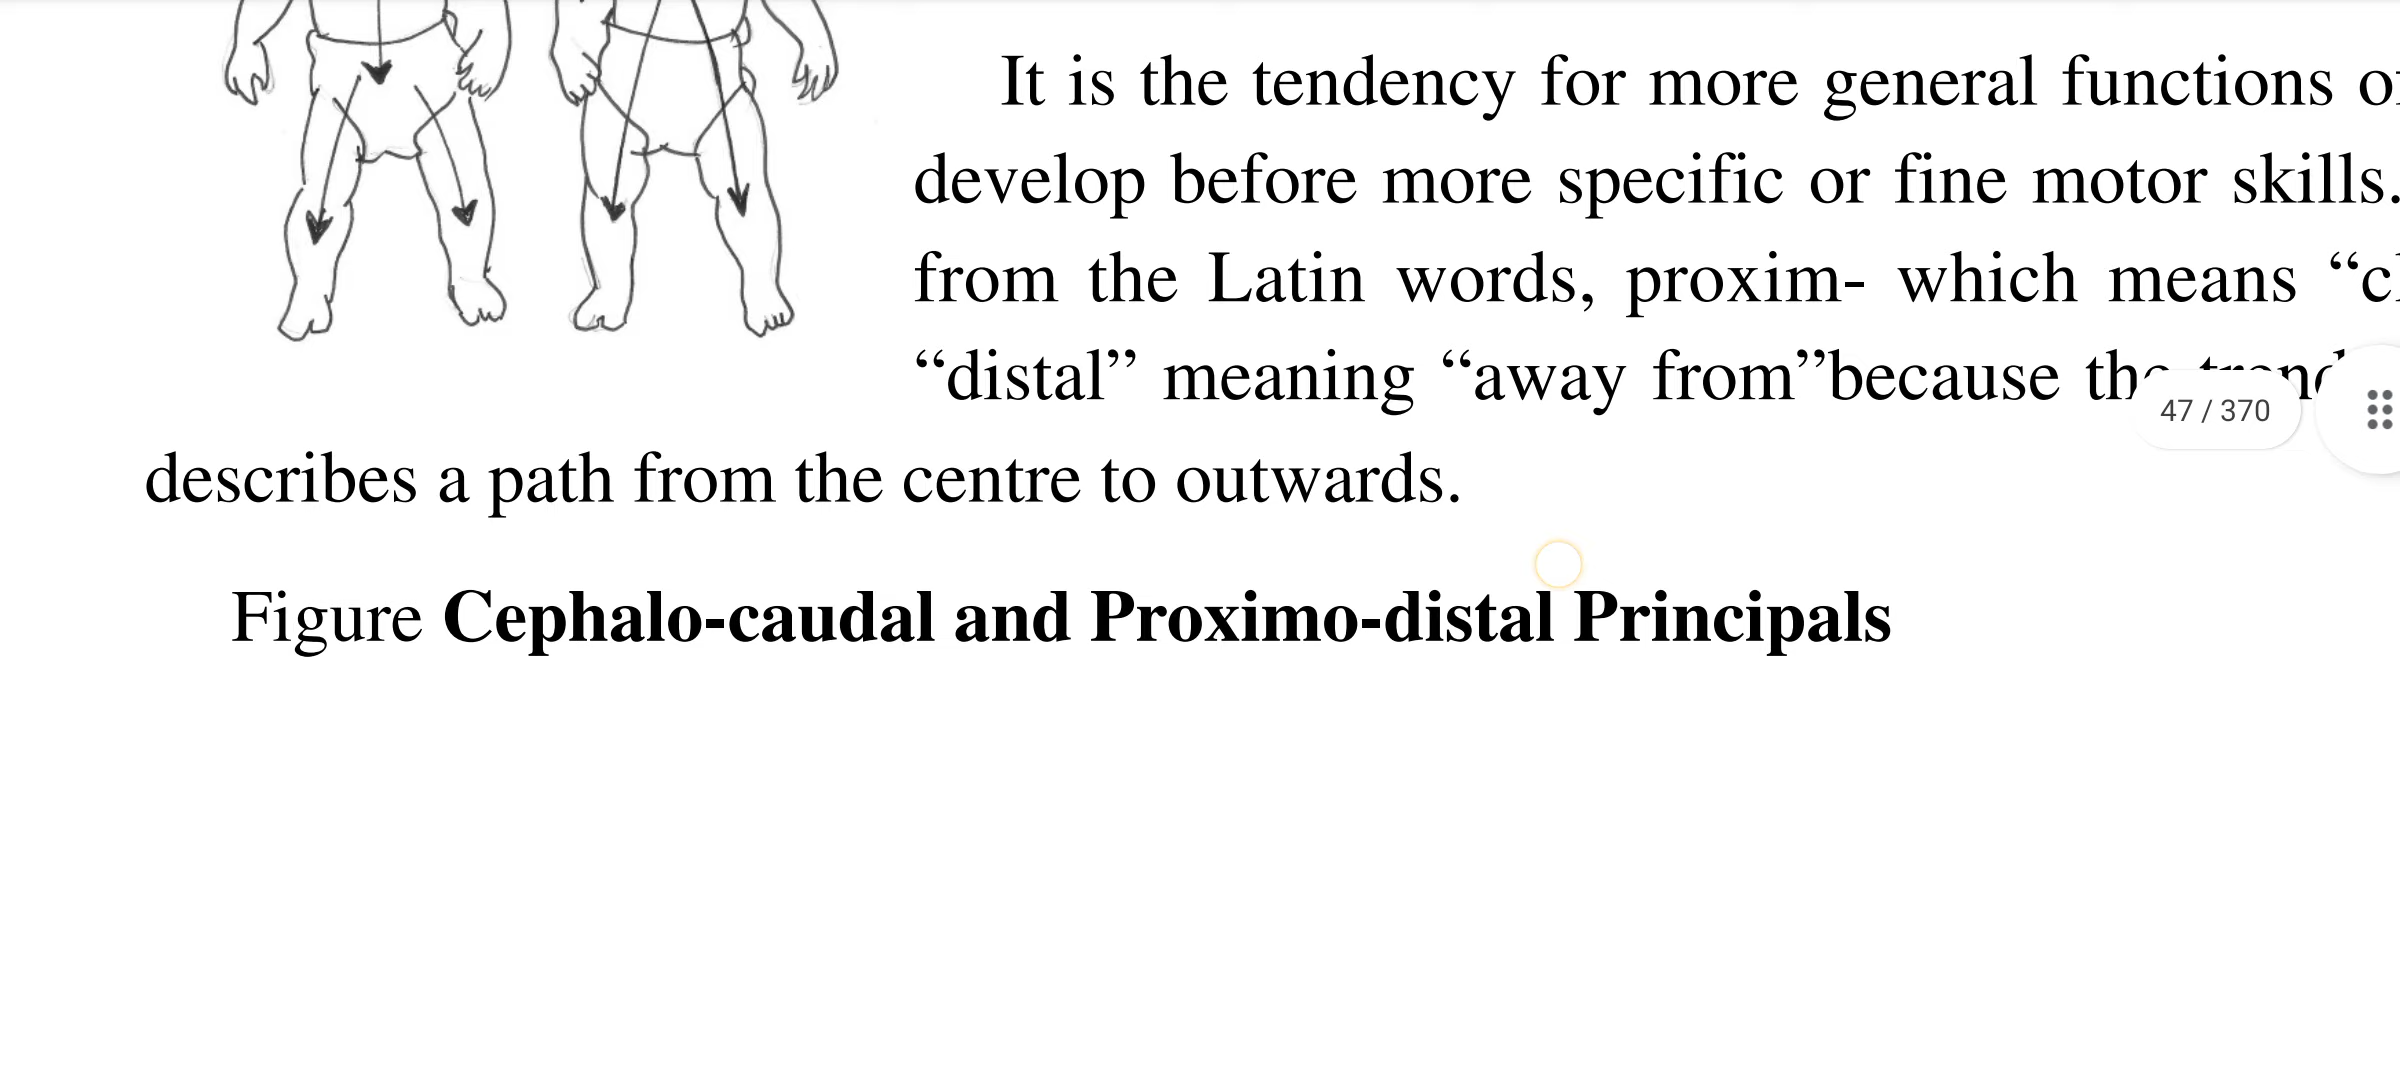 It is the tendency for more general functions
develop before more specific or fine motor skills.
from the Latin words, proxim- which means
“distal” meaning “away from”because
47 / 370
describes a path from the centre to outwards.
Figure Cephalo-caudal and Proximo-distal Principals